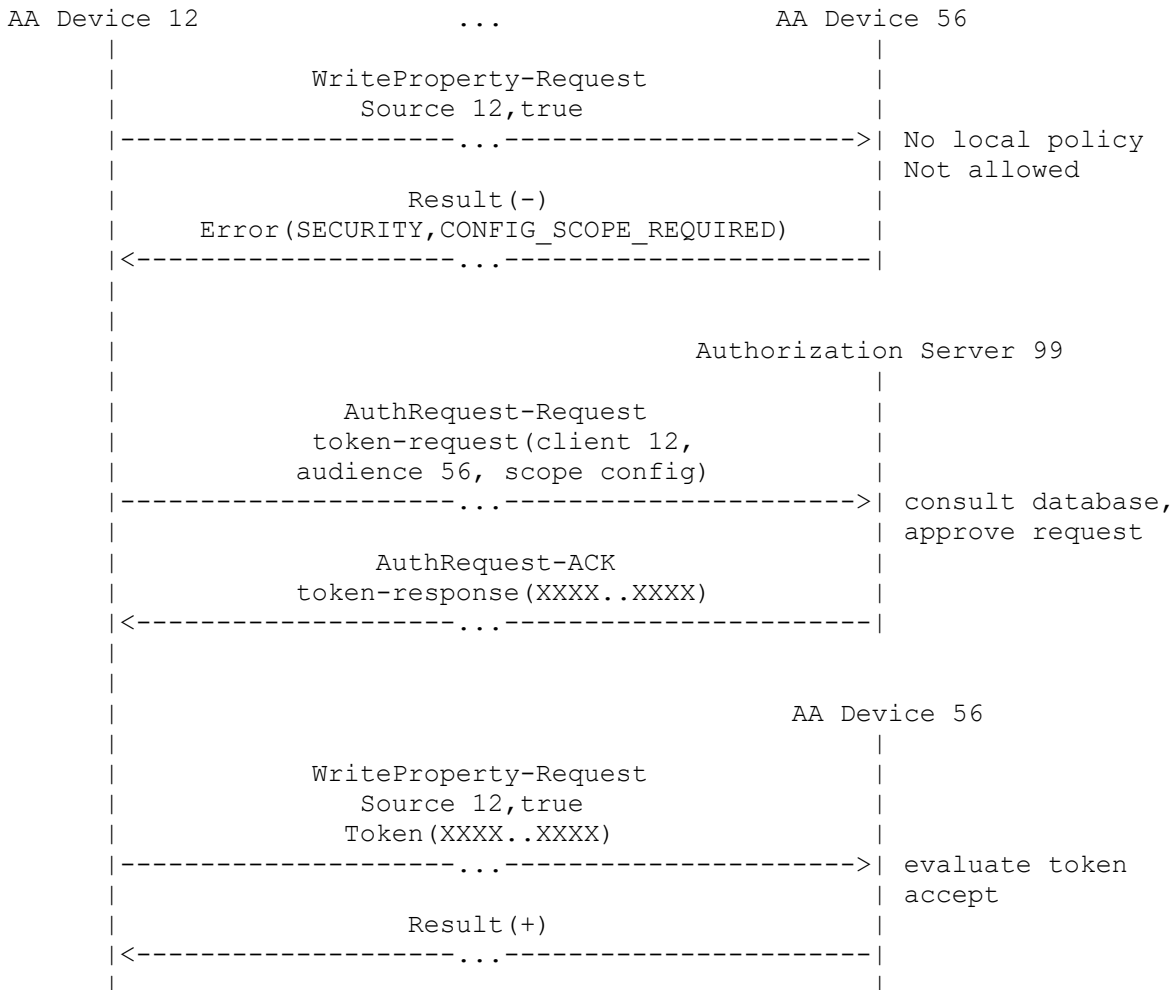 AA Device 12 ... AA Device 56
WriteProperty-Request
Source 12,true
... No local policy
Not allowed
Result(-)
Error(SECURITY,CONFIG_SCOPE_REQUIRED)
...
Authorization Server 99
AuthRequest-Request
token-request(client 12,
audience 56, scope config)
... consult database,
approve request
AuthRequest-ACK
token-response(XXXX..XXXX)
...
AA Device 56
WriteProperty-Request
Source 12,true
Token(XXXX..XXXX)
... evaluate token
accept
Result(+)
...